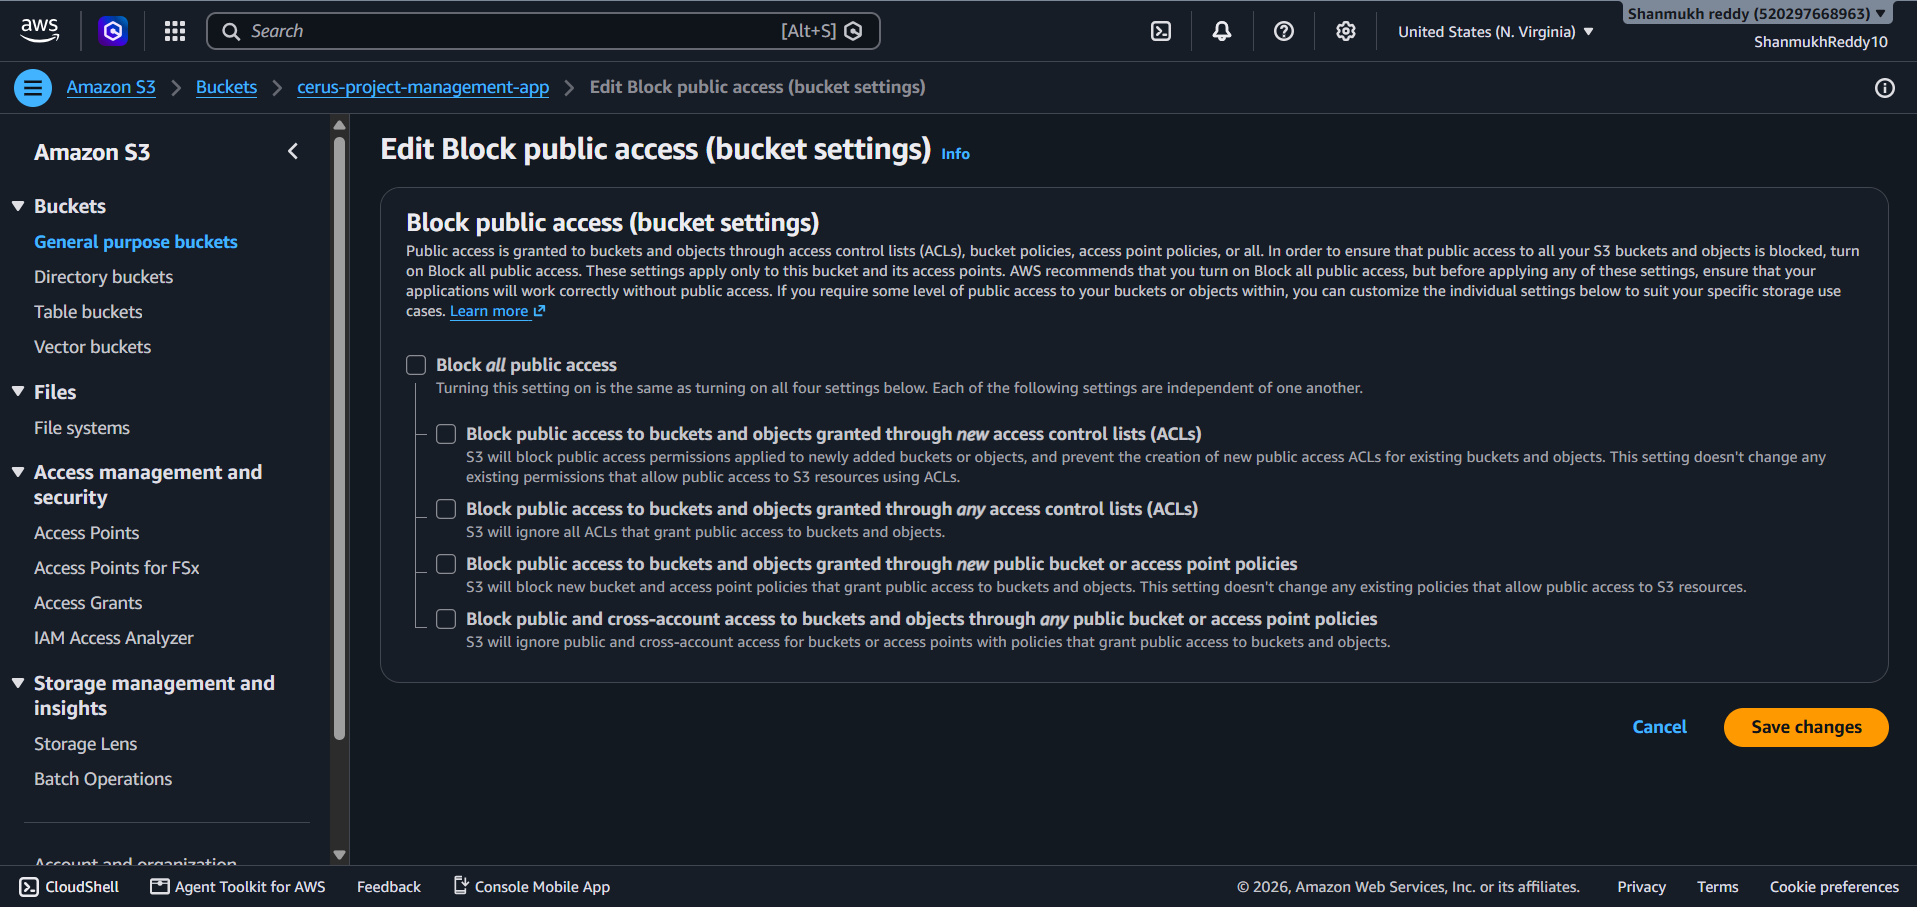 aws
Search
[Alt+S]
United States (N. Virginia)
Shanmukh reddy (520297668963)
ShanmukhReddy10
Amazon S3
Buckets
cerus-project-management-app
Edit Block public access (bucket settings)
Amazon S3
Buckets
General purpose buckets
Directory buckets
Table buckets
Vector buckets
Files
File systems
Access management and
security
Access Points
Access Points for FSx
Access Grants
IAM Access Analyzer
Storage management and
insights
Storage Lens
Batch Operations
Account and organization
Edit Block public access (bucket settings) Info
Block public access (bucket settings)
Public access is granted to buckets and objects through access control lists (ACLs), bucket policies, access point policies, or all. In order to ensure that public access to all your S3 buckets and objects is blocked, turn
on Block all public access. These settings apply only to this bucket and its access points. AWS recommends that you turn on Block all public access, but before applying any of these settings, ensure that your
applications will work correctly without public access. If you require some level of public access to your buckets or objects within, you can customize the individual settings below to suit your specific storage use
cases. Learn more
Block all public access
Turning this setting on is the same as turning on all four settings below. Each of the following settings are independent of one another.
Block public access to buckets and objects granted through new access control lists (ACLs)
S3 will block public access permissions applied to newly added buckets or objects, and prevent the creation of new public access ACLs for existing buckets and objects. This setting doesn't change any
existing permissions that allow public access to S3 resources using ACLs.
Block public access to buckets and objects granted through any access control lists (ACLs)
S3 will ignore all ACLs that grant public access to buckets and objects.
Block public access to buckets and objects granted through new public bucket or access point policies
S3 will block new bucket and access point policies that grant public access to buckets and objects. This setting doesn't change any existing policies that allow public access to S3 resources.
Block public and cross-account access to buckets and objects through any public bucket or access point policies
S3 will ignore public and cross-account access for buckets or access points with policies that grant public access to buckets and objects.
Cancel
Save changes
CloudShell
Agent Toolkit for AWS
Feedback
Console Mobile App
© 2026, Amazon Web Services, Inc. or its affiliates.
Privacy
Terms
Cookie preferences